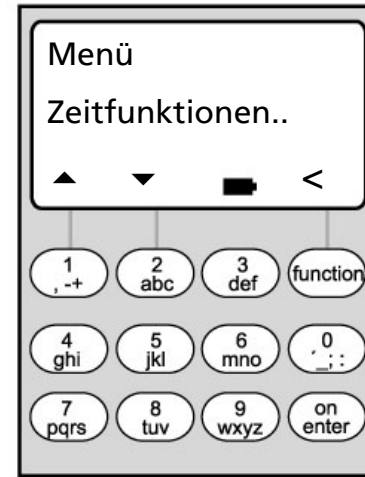 Menü
Zeitfunktionen..
<
1 2 3 function
, -+ abc def
4 5 6 0
ghi jkl mno ´_; :
7 8 9 on
pqrs tuv wxyz enter